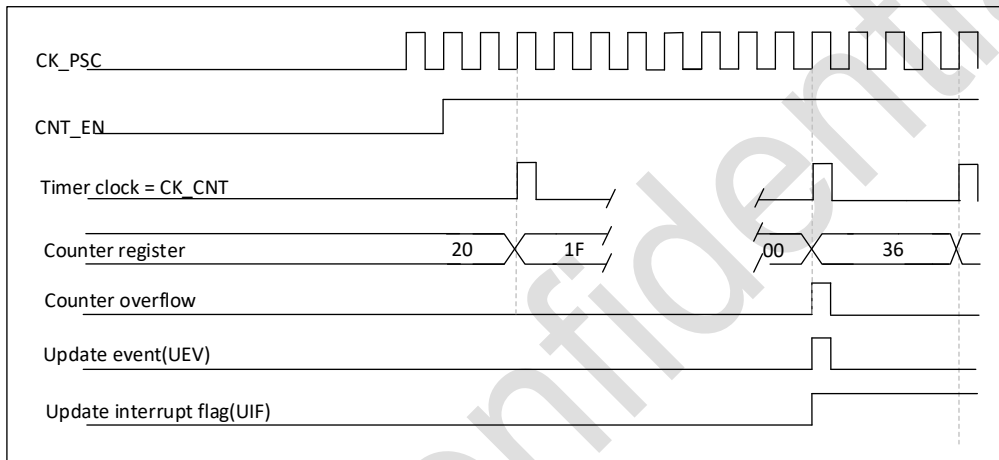 CK_PSC
CNT_EN
Timer clock = CK_CNT
Counter register 20 1F 00 36
Counter overflow
Update event(UEV)
Update interrupt flag(UIF)
nfidenti